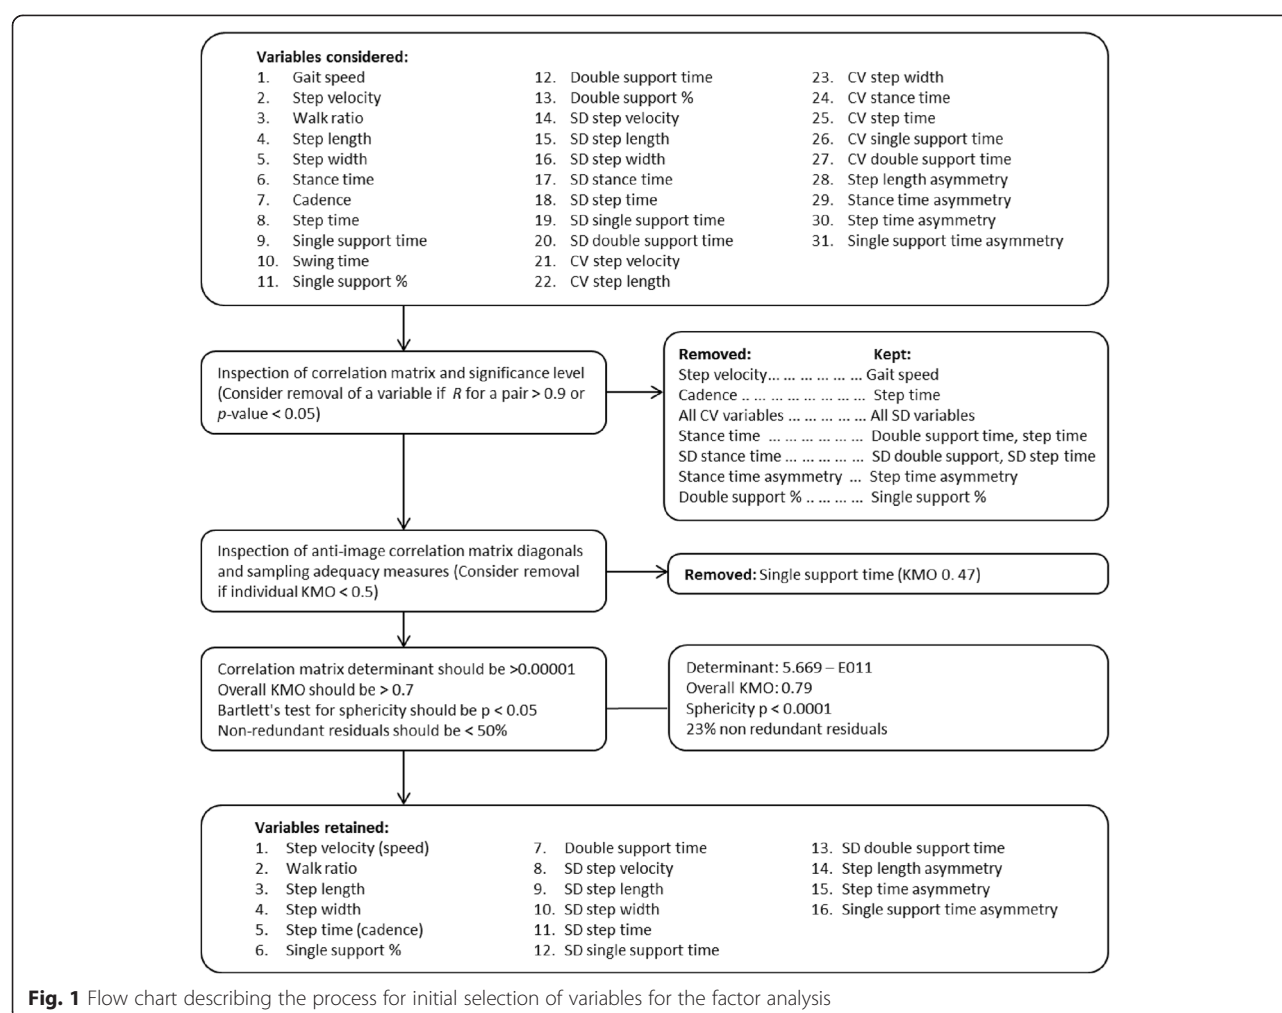 Variables considered:
1. Gait speed
2. Step velocity
3. Walk ratio
4. Step length
5. Step width
6. Stance time
7. Cadence
8. Step time
9. Single support time
10. Swing time
11. Single support %
12. Double support time
13. Double support %
14. SD step velocity
15. SD step length
16. SD step width
17. SD stance time
18. SD step time
19. SD single support time
20. SD double support time
21. CV step velocity
22. CV step length
23. CV step width
24. CV stance time
25. CV step time
26. CV single support time
27. CV double support time
28. Step length asymmetry
29. Stance time asymmetry
30. Step time asymmetry
31. Single support time asymmetry
Inspection of correlation matrix and significance level
(Consider removal of a variable if R for a pair > 0.9 or
p-value < 0.05)
Removed: Kept:
Step velocity... ... ... ... ... ... Gait speed
Cadence .. ... ... ... ... ... ... Step time
All CV variables ... ... ... ... All SD variables
Stance time ... ... ... ... ... Double support time, step time
SD stance time ... ... ... ... SD double support, SD step time
Stance time asymmetry ... Step time asymmetry
Double support % .. ... ... ... Single support %
Inspection of anti-image correlation matrix diagonals
and sampling adequacy measures (Consider removal
if individual KMO < 0.5)
Removed: Single support time (KMO 0. 47)
Correlation matrix determinant should be >0.00001
Overall KMO should be > 0.7
Bartlett's test for sphericity should be p < 0.05
Non-redundant residuals should be < 50%
Determinant: 5.669 – E011
Overall KMO: 0.79
Sphericity p < 0.0001
23% non redundant residuals
Variables retained:
1. Step velocity (speed)
2. Walk ratio
3. Step length
4. Step width
5. Step time (cadence)
6. Single support %
7. Double support time
8. SD step velocity
9. SD step length
10. SD step width
11. SD step time
12. SD single support time
13. SD double support time
14. Step length asymmetry
15. Step time asymmetry
16. Single support time asymmetry
Fig. 1 Flow chart describing the process for initial selection of variables for the factor analysis